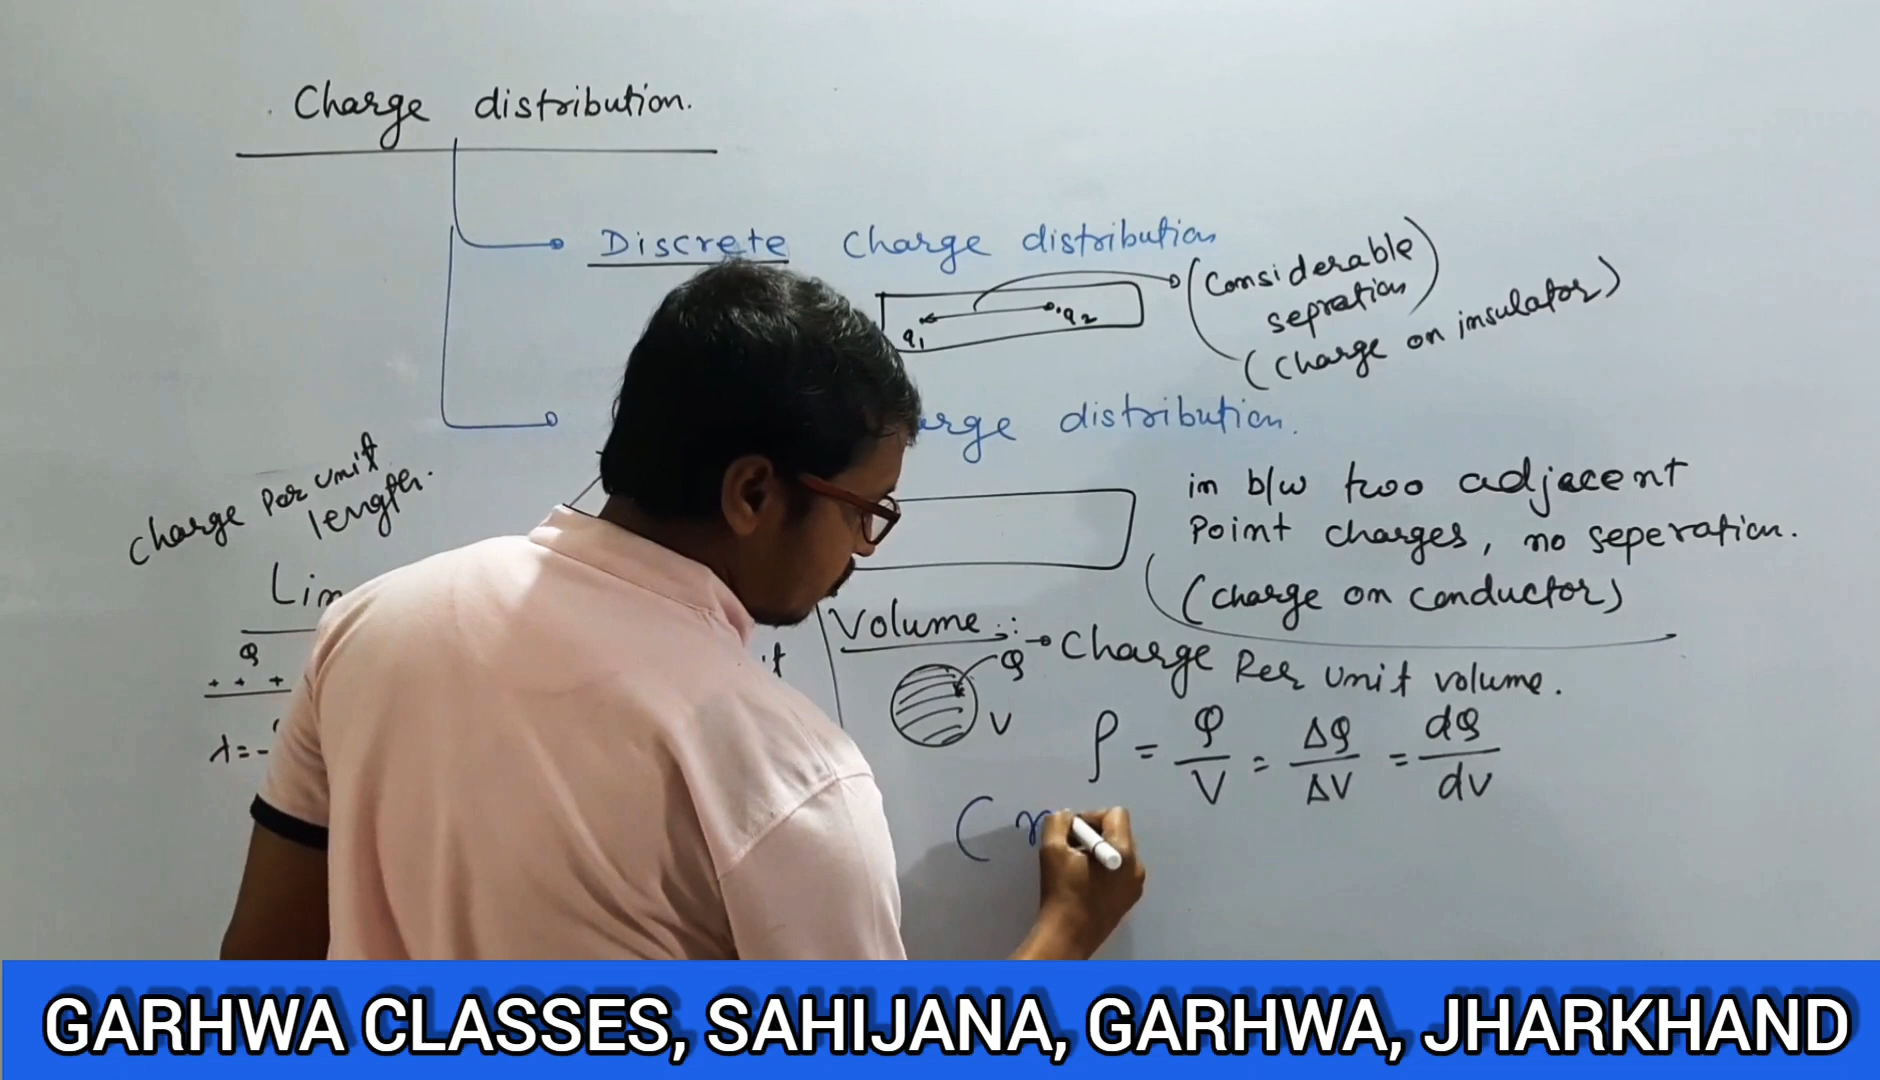 Charge distribution.
Discrete Charge distribution
(Considerable
sepration)
q1 q2
(Charge on insulator)
distribution.
Charge Per unit
length.
in b/w two adjacent
Point charges, no seperation.
(Charge on conductor)
Volume :
→ Charge Per unit volume.
Q
V
Q
+ + +
ρ = Q/V = ΔQ/ΔV = dQ/dV
λ =
GARHWA CLASSES, SAHIJANA, GARHWA, JHARKHAND